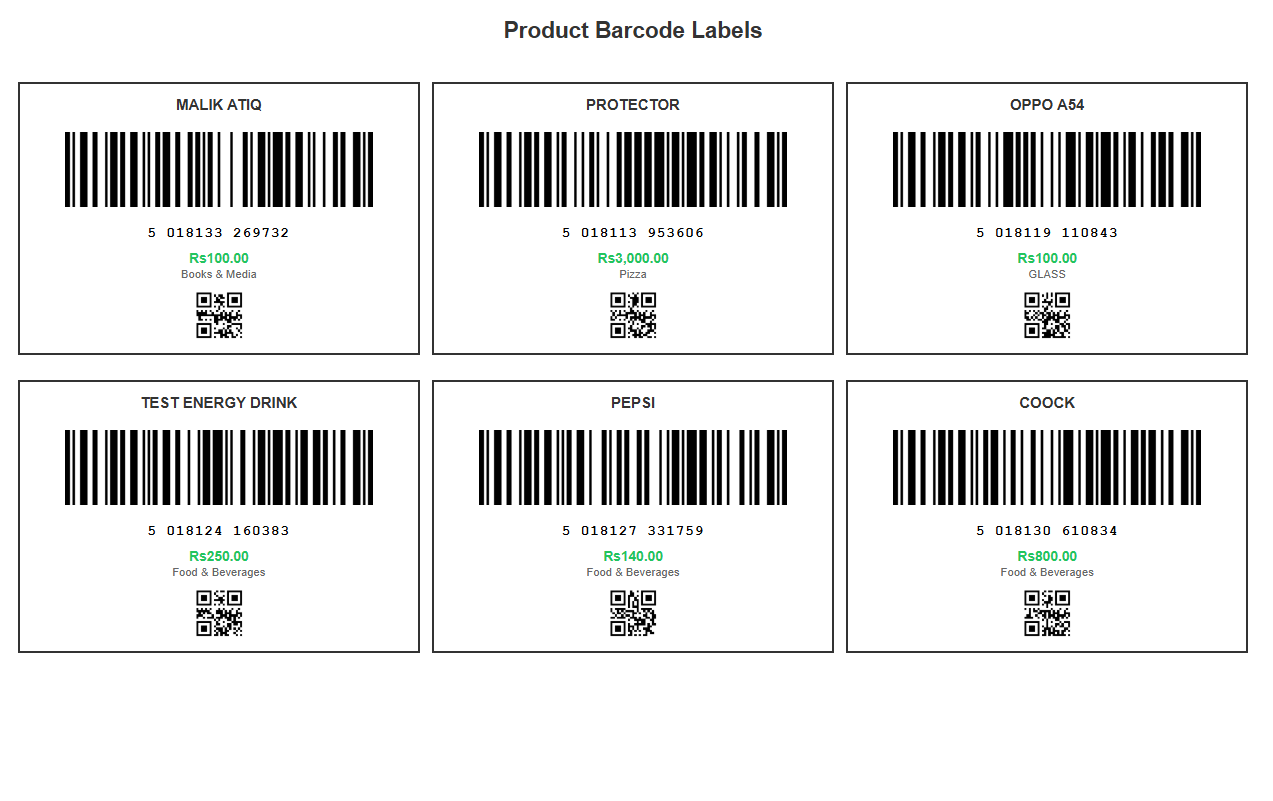 Product Barcode Labels
MALIK ATIQ
5 018133 269732
Rs100.00
Books & Media
PROTECTOR
5 018113 953606
Rs3,000.00
Pizza
OPPO A54
5 018119 110843
Rs100.00
GLASS
TEST ENERGY DRINK
5 018124 160383
Rs250.00
Food & Beverages
PEPSI
5 018127 331759
Rs140.00
Food & Beverages
COOCK
5 018130 610834
Rs800.00
Food & Beverages